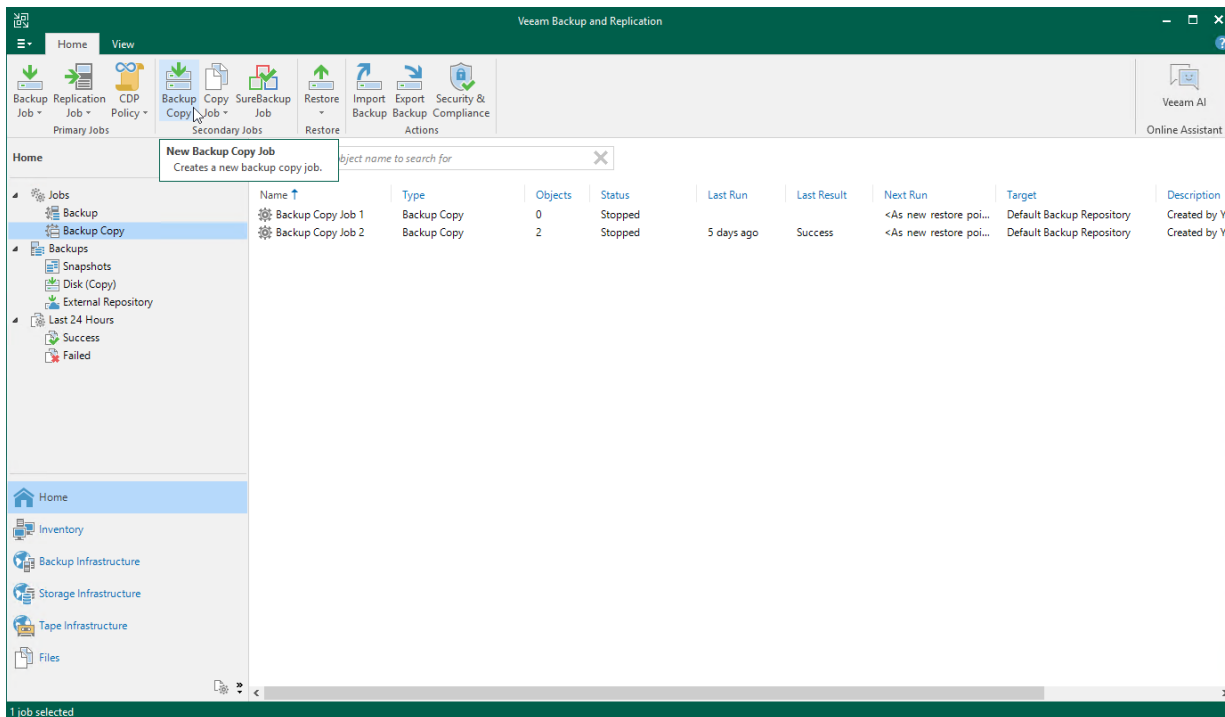 Veeam Backup and Replication
Home View
Backup Job Replication Job CDP Policy Backup Copy Copy Job SureBackup Job Restore Import Backup Export Backup Security & Compliance Veeam AI
Primary Jobs Secondary Jobs Restore Actions Online Assistant
New Backup Copy Job
Creates a new backup copy job.
Home
object name to search for
Jobs
Backup
Backup Copy
Backups
Snapshots
Disk (Copy)
External Repository
Last 24 Hours
Success
Failed
Name Type Objects Status Last Run Last Result Next Run Target Description
Backup Copy Job 1 Backup Copy 0 Stopped <As new restore poi... Default Backup Repository Created by Y
Backup Copy Job 2 Backup Copy 2 Stopped 5 days ago Success <As new restore poi... Default Backup Repository Created by Y
Home
Inventory
Backup Infrastructure
Storage Infrastructure
Tape Infrastructure
Files
1 job selected